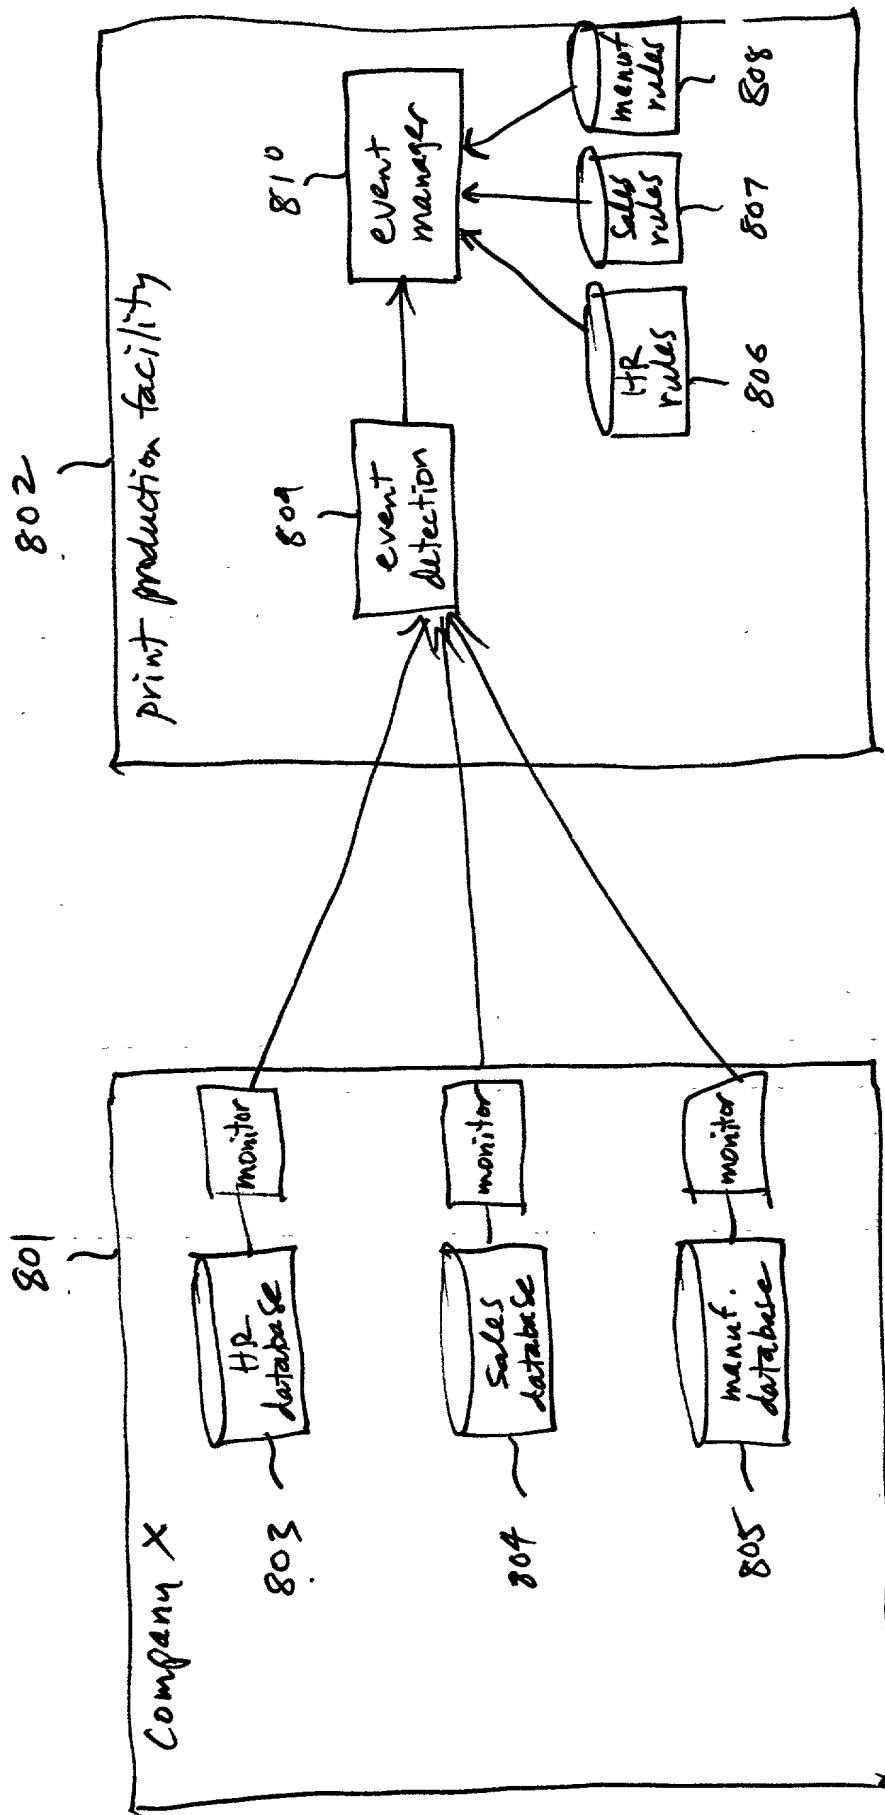 801
802
Company X
print production facility
HR
database
monitor
803
Sales
database
monitor
804
manuf.
database
monitor
805
809
event
detection
810
event
manager
HR
rules
806
Sales
rules
807
manuf
rules
808